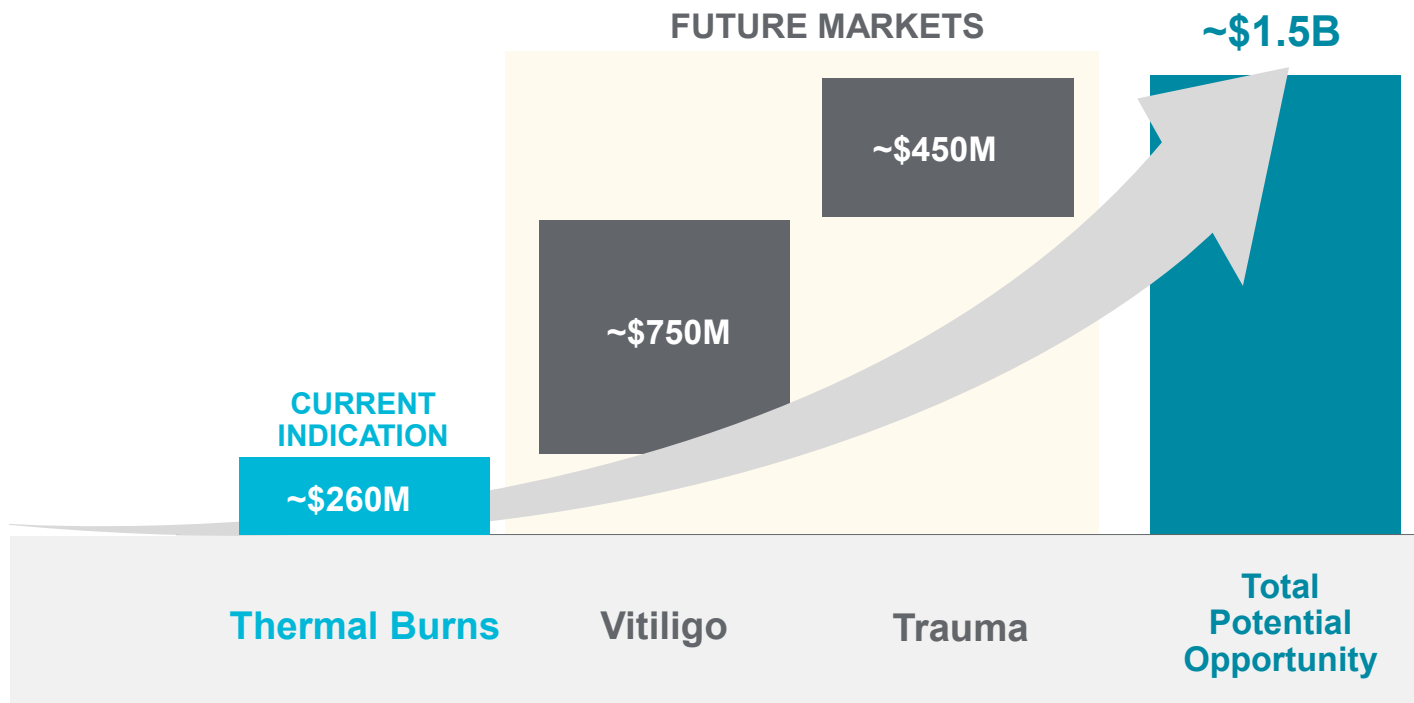 FUTURE MARKETS
~$1.5B
~$450M
~$750M
CURRENT
INDICATION
~$260M
Thermal Burns
Vitiligo
Trauma
Total
Potential
Opportunity